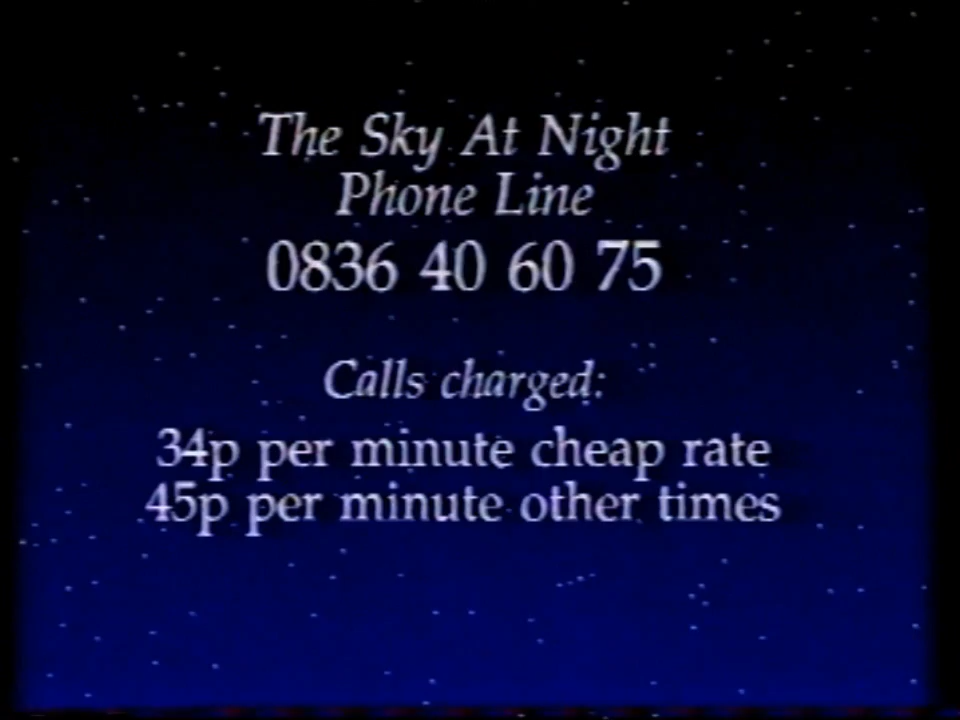 The Sky At Night
Phone Line
0836 40 60 75
Calls charged:
34p per minute cheap rate
45p per minute other times